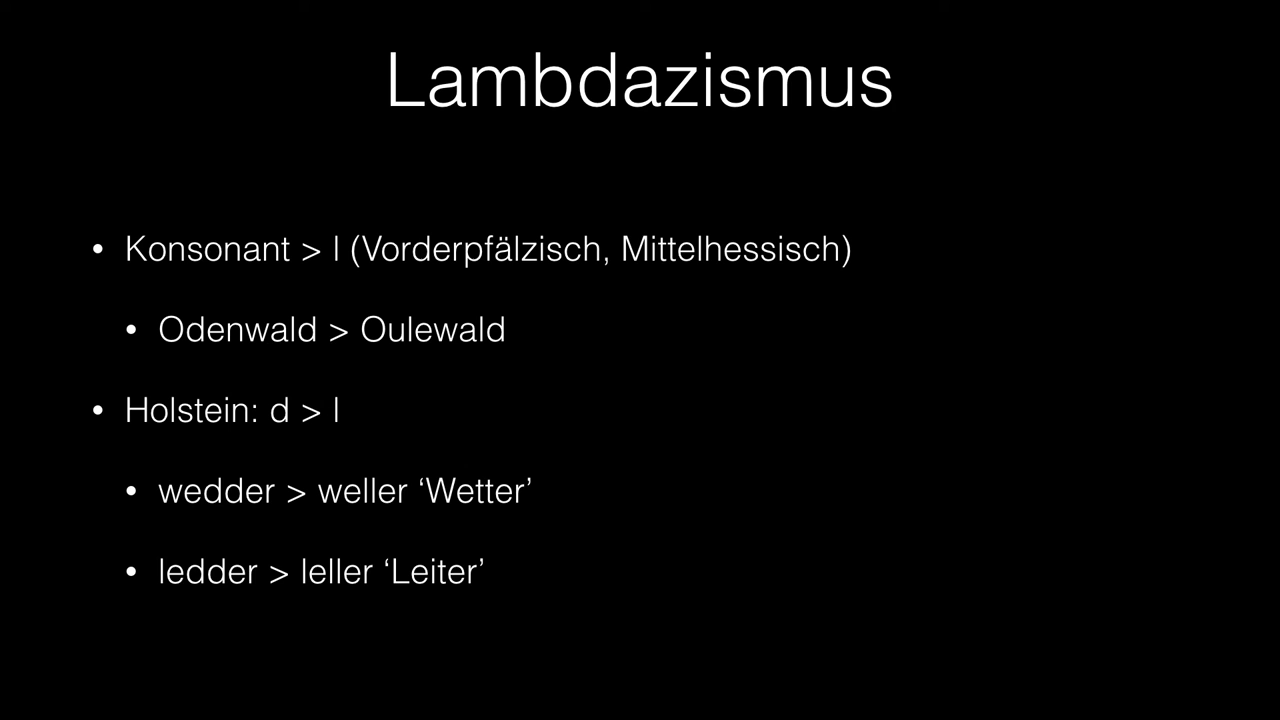 Lambdazismus
• Konsonant > l (Vorderpfälzisch, Mittelhessisch)
• Odenwald > Oulewald
• Holstein: d > l
• wedder > weller ‘Wetter’
• ledder > leller ‘Leiter’